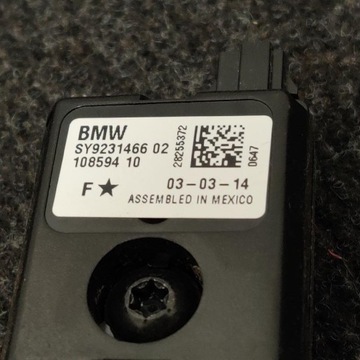 BMW
SY9231466 02
108594 10
28255372
0647
F★ 03-03-14
ASSEMBLED IN MEXICO